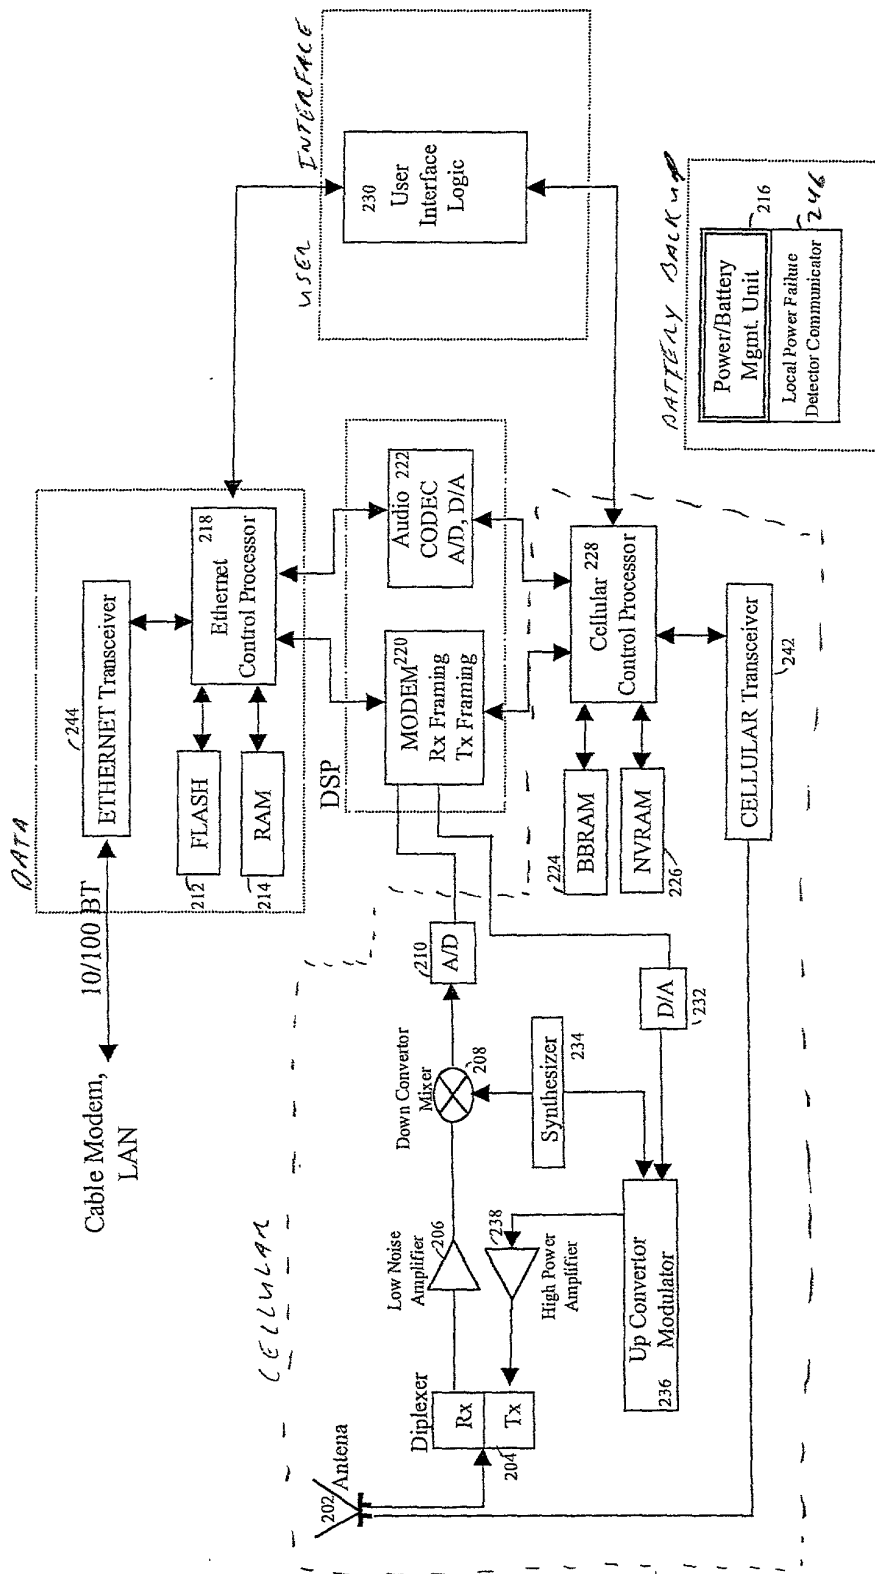 DATA
Cable Modem,
LAN
10/100 BT
244
ETHERNET Transceiver
FLASH
212
RAM
214
218
Ethernet
Control Processor
USER INTERFACE
230
User
Interface
Logic
DSP
MODEM 220
Rx Framing
Tx Framing
Audio 222
CODEC
A/D, D/A
CELLULAR
202
Antena
Diplexer
Rx
Tx
204
Low Noise
Amplifier
206
Down Convertor
Mixer
208
210
A/D
238
High Power
Amplifier
Synthesizer
234
Up Convertor
Modulator
236
D/A
232
BBRAM
224
NVRAM
226
Cellular 228
Control Processor
CELLULAR Transceiver
242
BATTERY BACKUP
Power/Battery
Mgmt. Unit
216
Local Power Failure
Detector Communicator
246